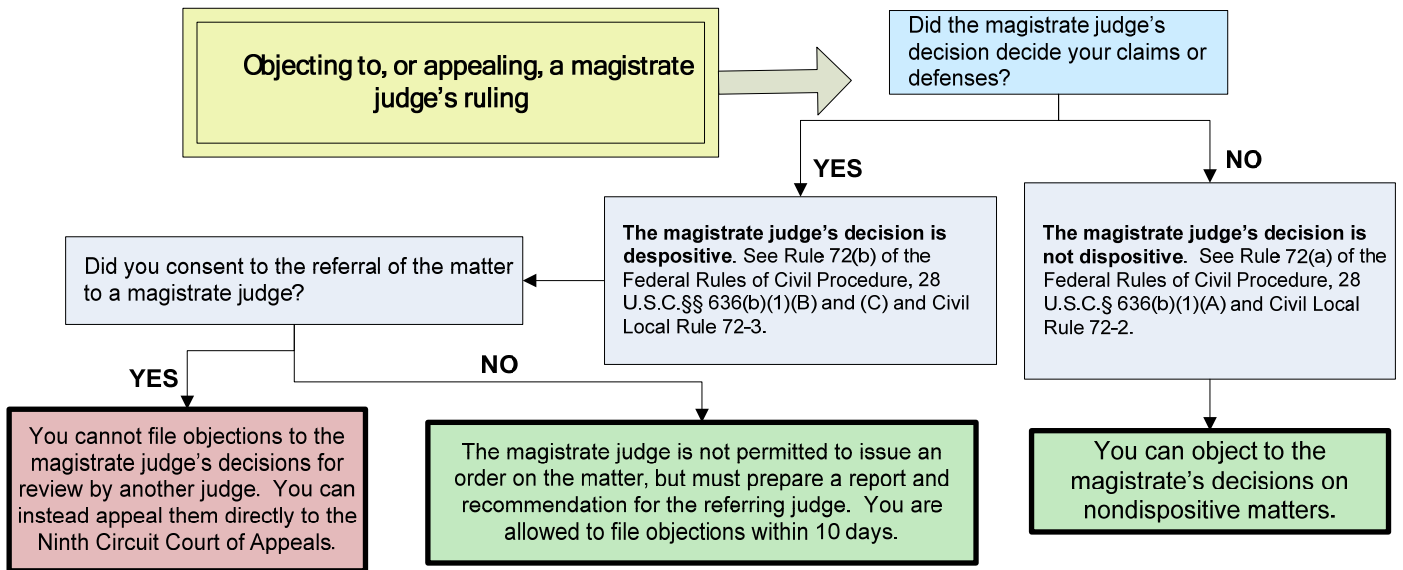 Objecting to, or appealing, a magistrate
judge's ruling
Did the magistrate judge's
decision decide your claims or
defenses?
YES
NO
The magistrate judge's decision is
despositive. See Rule 72(b) of the
Federal Rules of Civil Procedure, 28
U.S.C.§§ 636(b)(1)(B) and (C) and Civil
Local Rule 72-3.
The magistrate judge's decision is
not dispositive. See Rule 72(a) of the
Federal Rules of Civil Procedure, 28
U.S.C.§ 636(b)(1)(A) and Civil Local
Rule 72-2.
Did you consent to the referral of the matter
to a magistrate judge?
YES
NO
You cannot file objections to the
magistrate judge's decisions for
review by another judge. You can
instead appeal them directly to the
Ninth Circuit Court of Appeals.
The magistrate judge is not permitted to issue an
order on the matter, but must prepare a report and
recommendation for the referring judge. You are
allowed to file objections within 10 days.
You can object to the
magistrate's decisions on
nondispositive matters.